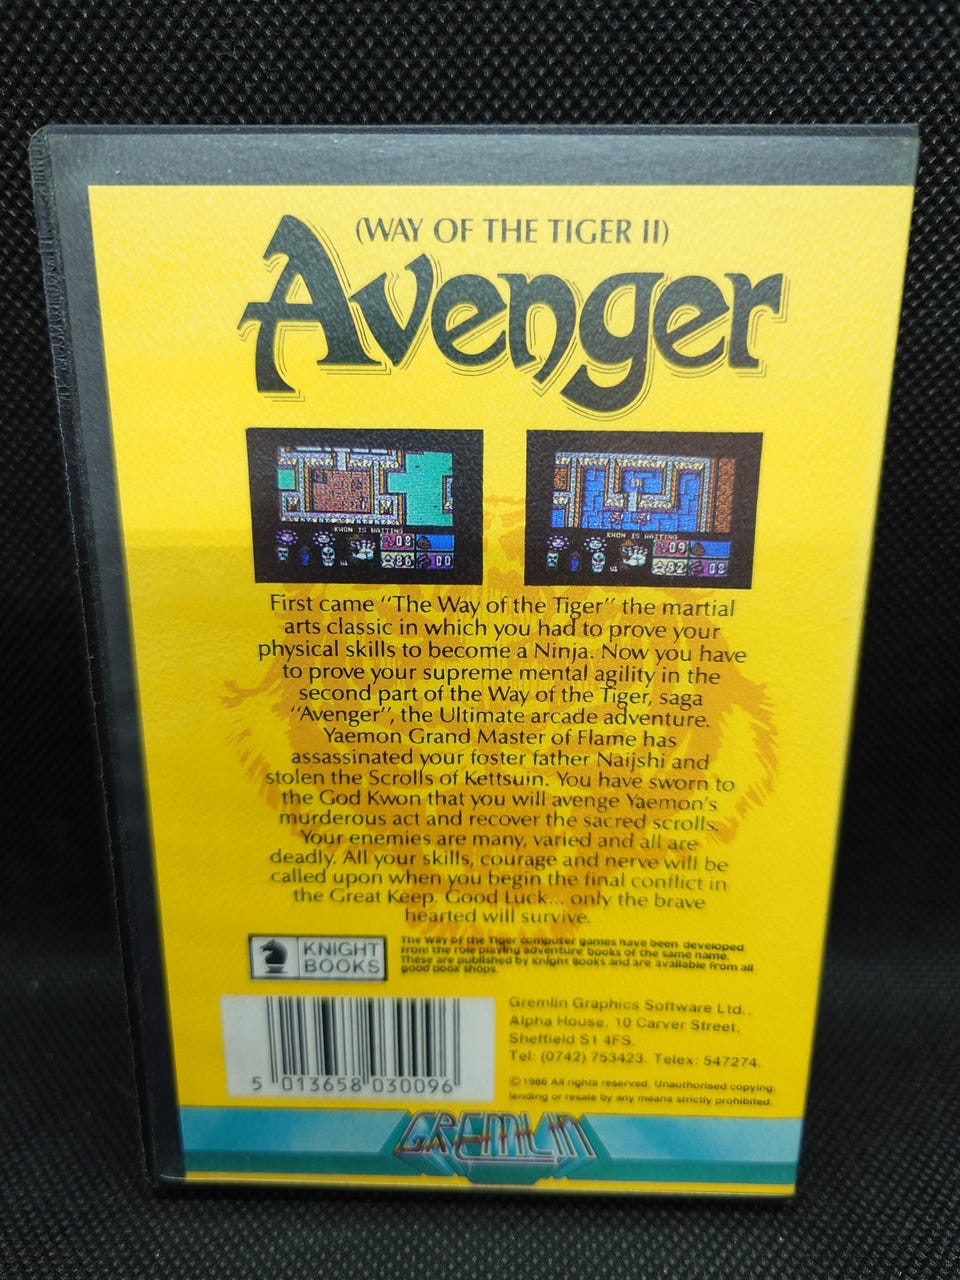 (WAY OF THE TIGER II)
Avenger
KWON IS WAITING
08
86
00
KWON IS WAITING
09
92
08
First came "The Way of the Tiger" the martial
arts classic in which you had to prove your
physical skills to become a Ninja. Now you have
to prove your supreme mental agility in the
second part of the Way of the Tiger, saga
"Avenger", the Ultimate arcade adventure.
Yaemon Grand Master of Flame has
assassinated your foster father Naijshi and
stolen the Scrolls of Kettsuin. You have sworn to
the God Kwon that you will avenge Yaemon's
murderous act and recover the sacred scrolls.
Your enemies are many, varied and all are
deadly. All your skills, courage and nerve will be
called upon when you begin the final conflict in
the Great Keep. Good Luck... only the brave
hearted will survive.
KNIGHT
BOOKS
The Way of the Tiger computer games have been developed
from the role playing adventure books of the same name.
These are published by Knight Books and are available from all
good book shops.
Gremlin Graphics Software Ltd.,
Alpha House, 10 Carver Street,
Sheffield S1 4FS.
Tel: (0742) 753423. Telex: 547274.
© 1986 All rights reserved. Unauthorised copying,
lending or resale by any means strictly prohibited.
5 013658 030096
GREMLIN